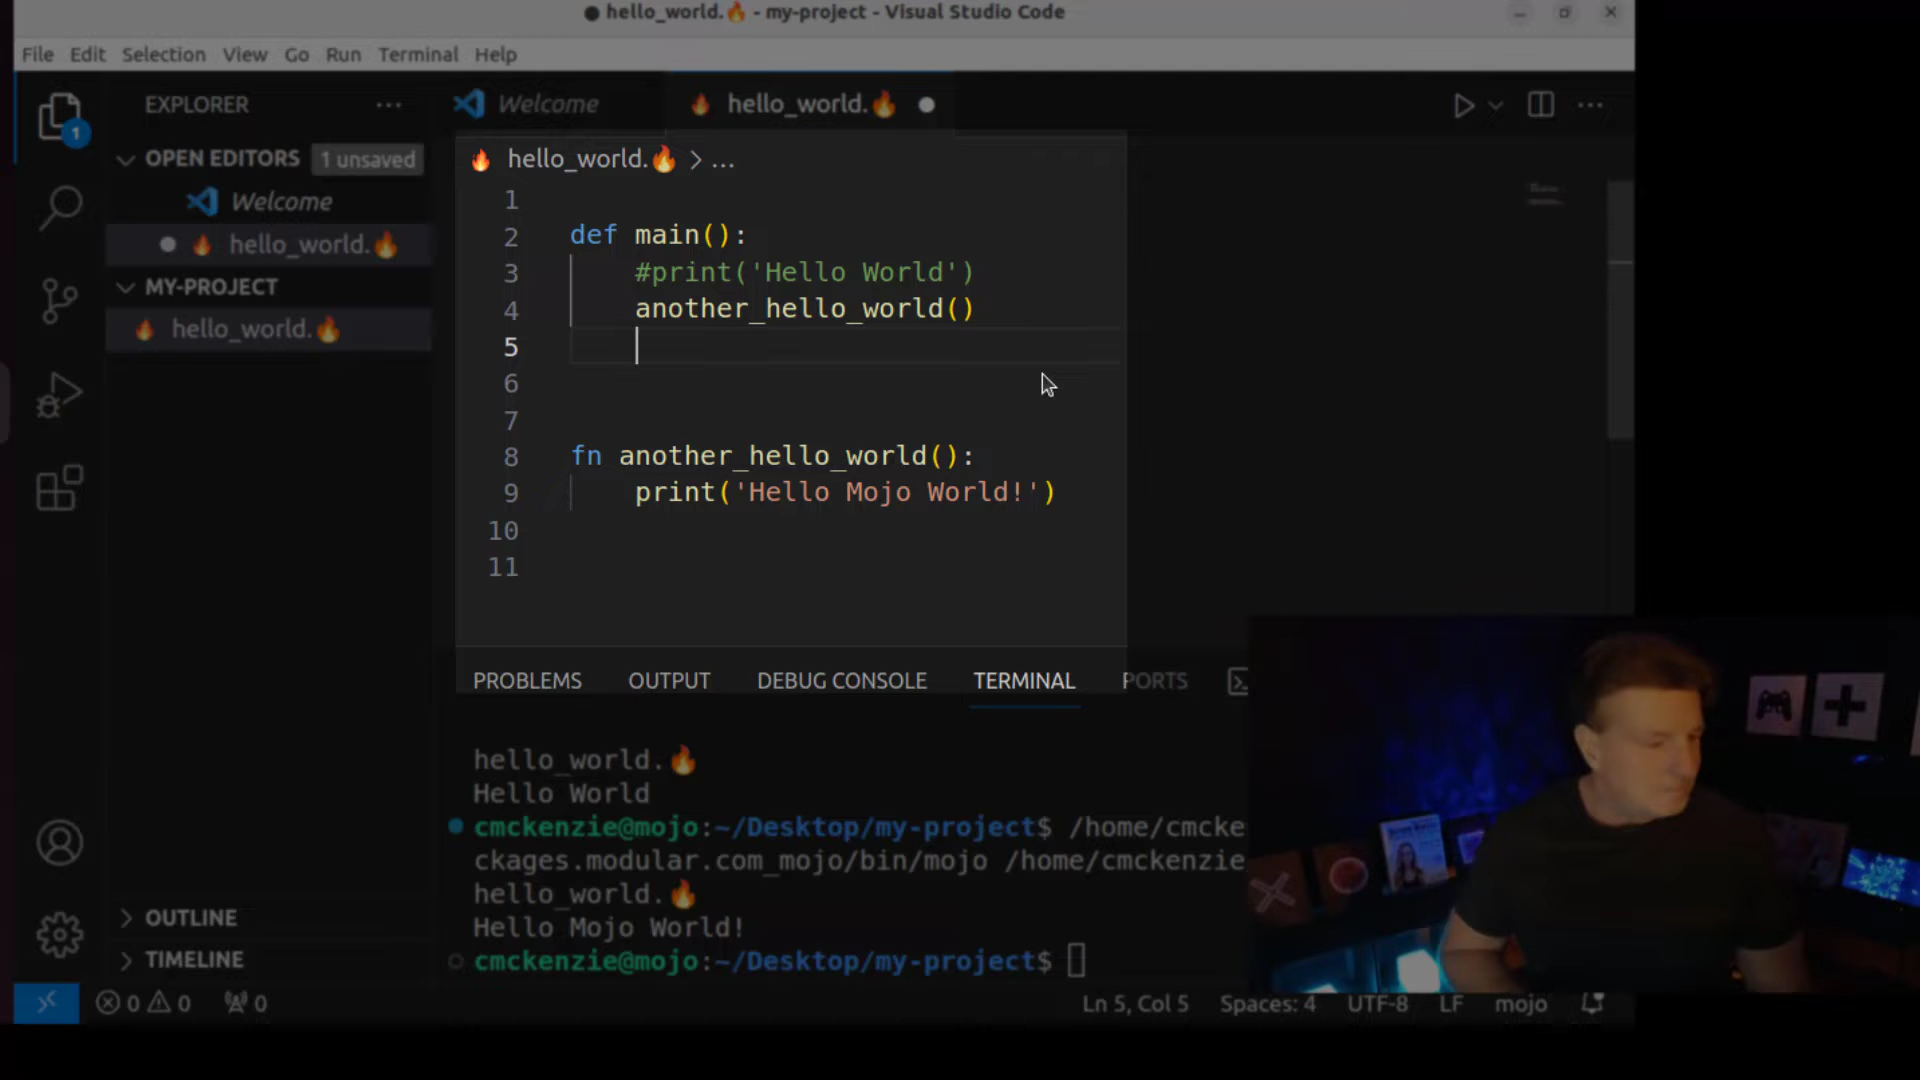 ● hello_world.🔥 - my-project - Visual Studio Code
File Edit Selection View Go Run Terminal Help
EXPLORER
Welcome
hello_world.🔥
OPEN EDITORS 1 unsaved
Welcome
hello_world.🔥
MY-PROJECT
hello_world.🔥
OUTLINE
TIMELINE
1
hello_world.🔥 > ...
1
2 def main():
3 #print('Hello World')
4 another_hello_world()
5
6
7
8 fn another_hello_world():
9 print('Hello Mojo World!')
10
11
PROBLEMS OUTPUT DEBUG CONSOLE TERMINAL PORTS
hello_world.🔥
Hello World
cmckenzie@mojo:~/Desktop/my-project$ /home/cmcke
ckages.modular.com_mojo/bin/mojo /home/cmckenzie
hello_world.🔥
Hello Mojo World!
cmckenzie@mojo:~/Desktop/my-project$
0 0 0 Ln 5, Col 5 Spaces: 4 UTF-8 LF mojo